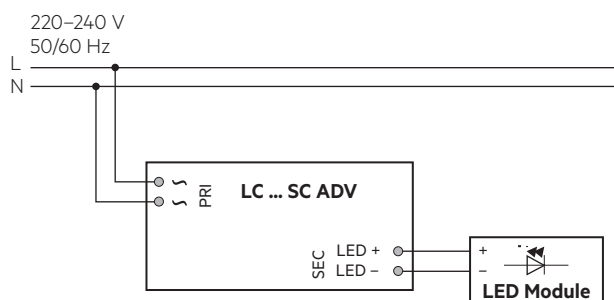 220–240 V
50/60 Hz
L
N
~ PRI LC ... SC ADV
~
SEC LED + +
LED – –
LED Module